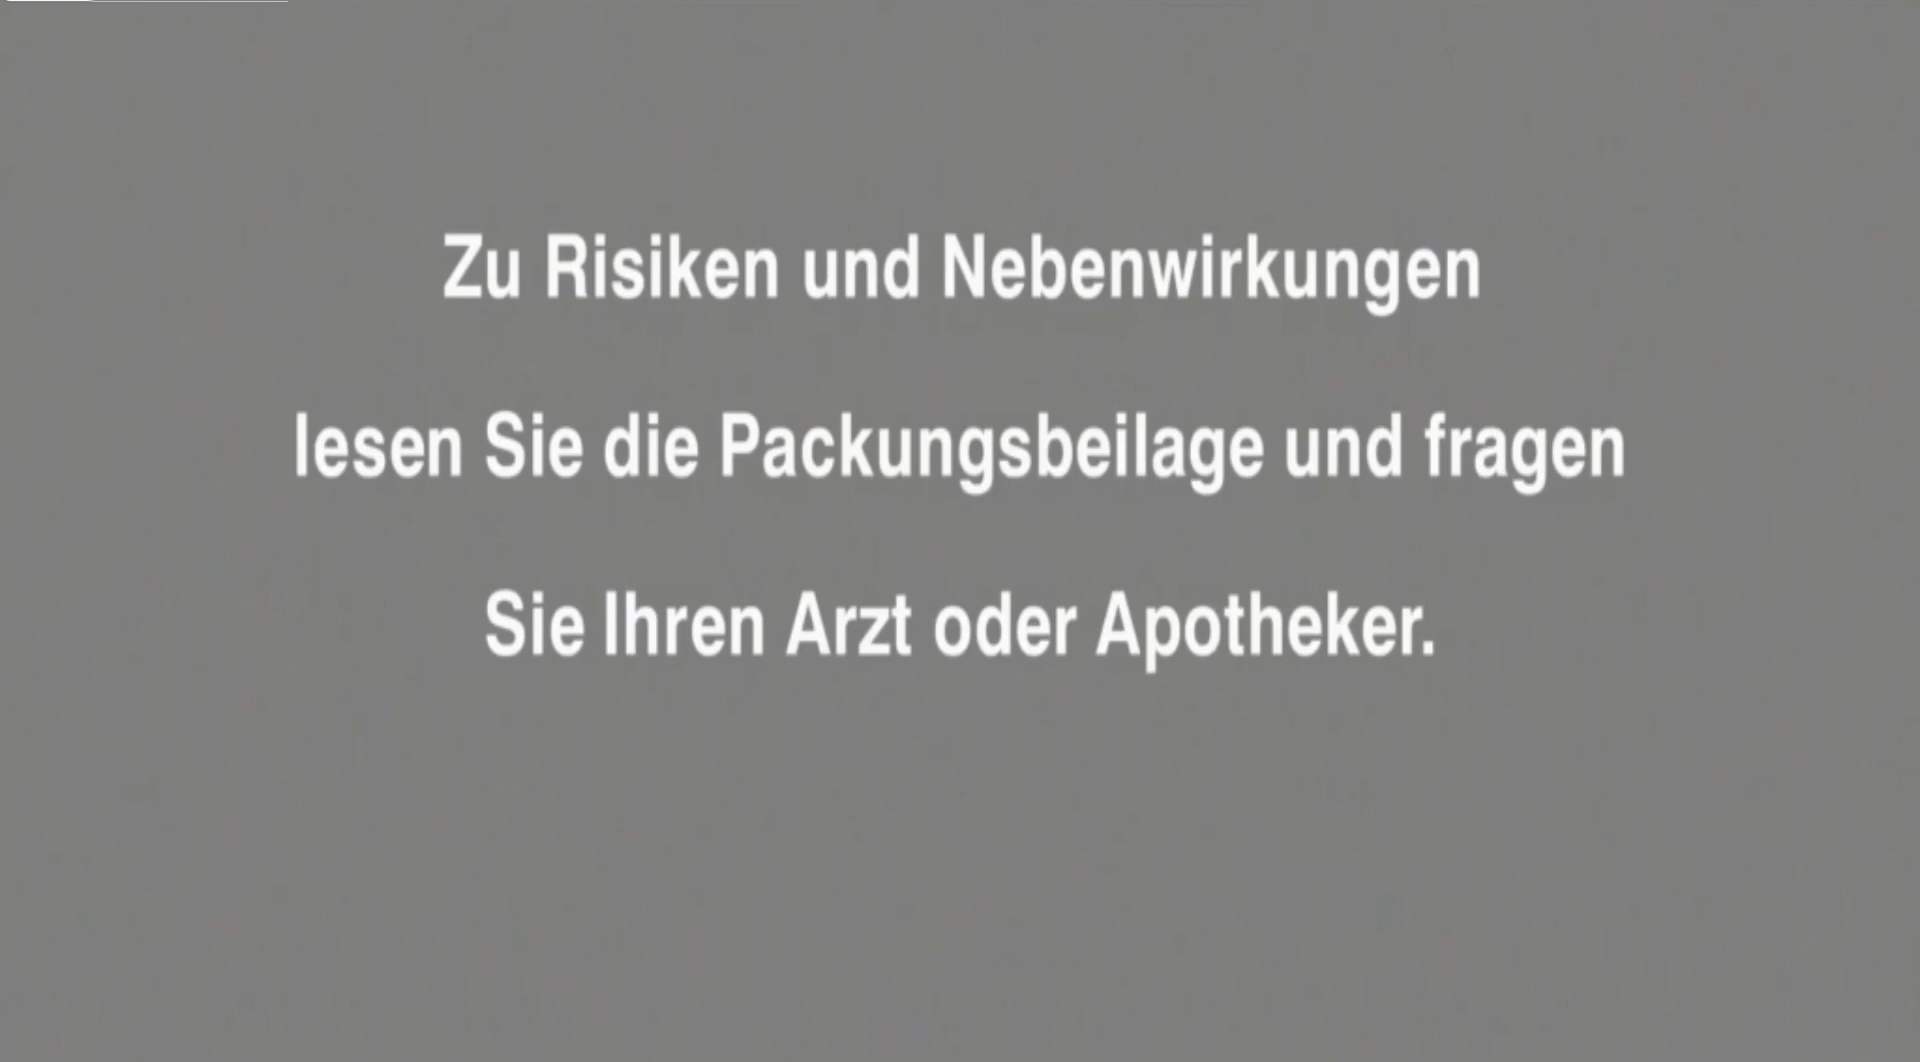 Zu Risiken und Nebenwirkungen
lesen Sie die Packungsbeilage und fragen
Sie Ihren Arzt oder Apotheker.